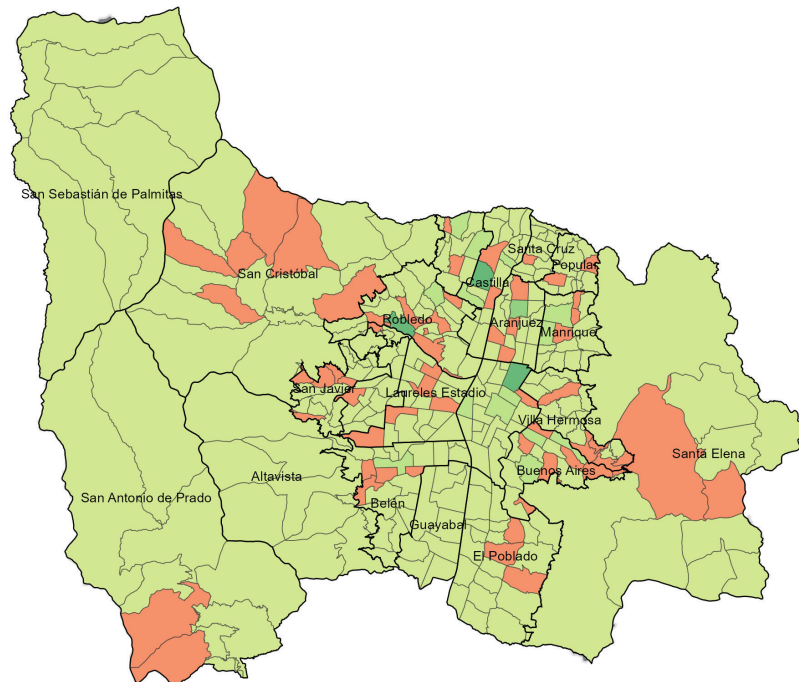 San Sebastián de Palmitas
San Cristóbal
Santa Cruz
Popular
Castilla
Robledo
Aranjuez
Manrique
San Javier
Laureles Estadio
Villa Hermosa
Santa Elena
Buenos Aires
Altavista
San Antonio de Prado
Belén
Guayabal
El Poblado